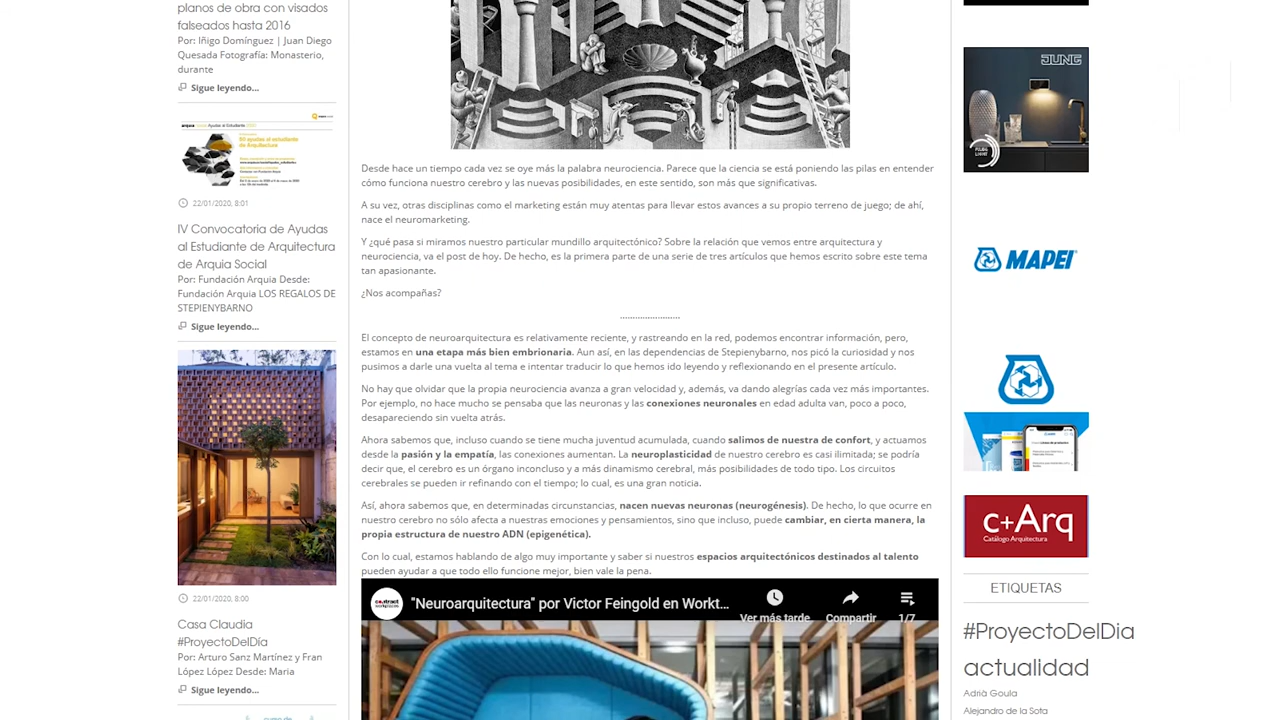 planos de obra con visados
falseados hasta 2016
Por: Iñigo Domínguez | Juan Diego
Quesada Fotografía: Monasterio,
durante
Sigue leyendo...
22/01/2020, 8:01
IV Convocatoria de Ayudas
al Estudiante de Arquitectura
de Arquia Social
Por: Fundación Arquia Desde:
Fundación Arquia LOS REGALOS DE
STEPIENYBARNO
Sigue leyendo...
22/01/2020, 8:00
Casa Claudia
#ProyectoDelDía
Por: Arturo Sanz Martínez y Fran
López López Desde: Maria
Sigue leyendo...
Desde hace un tiempo cada vez se oye más la palabra neurociencia. Parece que la ciencia se está poniendo las pilas en entender
cómo funciona nuestro cerebro y las nuevas posibilidades, en este sentido, son más que significativas.
A su vez, otras disciplinas como el marketing están muy atentas para llevar estos avances a su propio terreno de juego; de ahí,
nace el neuromarketing.
Y ¿qué pasa si miramos nuestro particular mundillo arquitectónico? Sobre la relación que vemos entre arquitectura y
neurociencia, va el post de hoy. De hecho, es la primera parte de una serie de tres artículos que hemos escrito sobre este tema
tan apasionante.
¿Nos acompañas?
........................
El concepto de neuroarquitectura es relativamente reciente, y rastreando en la red, podemos encontrar información, pero,
estamos en una etapa más bien embrionaria. Aun así, en las dependencias de Stepienybarno, nos picó la curiosidad y nos
pusimos a darle una vuelta al tema e intentar traducir lo que hemos ido leyendo y reflexionando en el presente artículo.
No hay que olvidar que la propia neurociencia avanza a gran velocidad y, además, va dando alegrías cada vez más importantes.
Por ejemplo, no hace mucho se pensaba que las neuronas y las conexiones neuronales en edad adulta van, poco a poco,
desapareciendo sin vuelta atrás.
Ahora sabemos que, incluso cuando se tiene mucha juventud acumulada, cuando salimos de nuestra de confort, y actuamos
desde la pasión y la empatía, las conexiones aumentan. La neuroplasticidad de nuestro cerebro es casi ilimitada; se podría
decir que, el cerebro es un órgano inconcluso y a más dinamismo cerebral, más posibilidades de todo tipo. Los circuitos
cerebrales se pueden ir refinando con el tiempo; lo cual, es una gran noticia.
Así, ahora sabemos que, en determinadas circunstancias, nacen nuevas neuronas (neurogénesis). De hecho, lo que ocurre en
nuestro cerebro no sólo afecta a nuestras emociones y pensamientos, sino que incluso, puede cambiar, en cierta manera, la
propia estructura de nuestro ADN (epigenética).
Con lo cual, estamos hablando de algo muy importante y saber si nuestros espacios arquitectónicos destinados al talento
pueden ayudar a que todo ello funcione mejor, bien vale la pena.
contract
workplaces
"Neuroarquitectura" por Victor Feingold en Workt...
Ver más tarde
Compartir
1/7
JUNG
PLUG
LIGHT
MAPEI
c+Arq
Catálogo Arquitectura
ETIQUETAS
#ProyectoDelDia
actualidad
Adrià Goula
Alejandro de la Sota